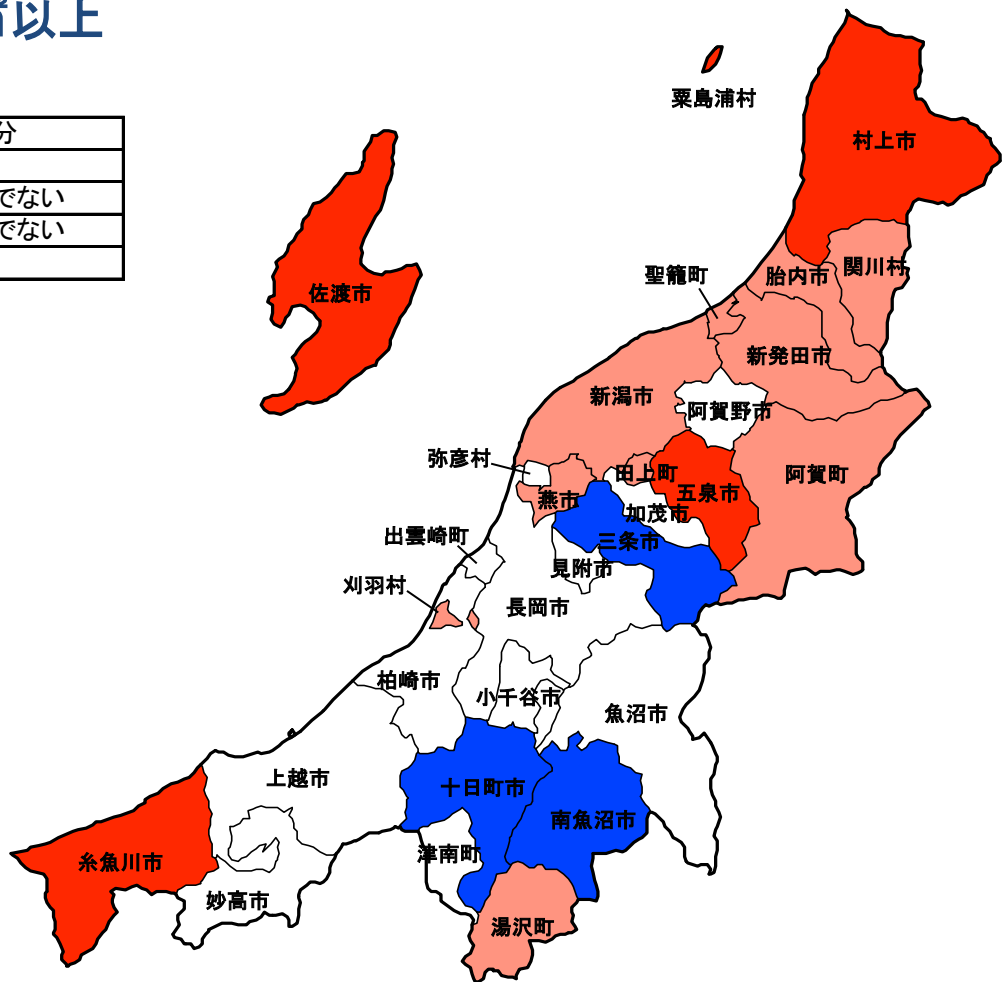 以上
分
でない
でない
粟島浦村
村上市
佐渡市
聖籠町
胎内市
関川村
新発田市
新潟市
阿賀野市
弥彦村
田上町
阿賀町
燕市
五泉市
加茂市
出雲崎町
三条市
見附市
刈羽村
長岡市
柏崎市
小千谷市
魚沼市
上越市
十日町市
南魚沼市
津南町
糸魚川市
妙高市
湯沢町